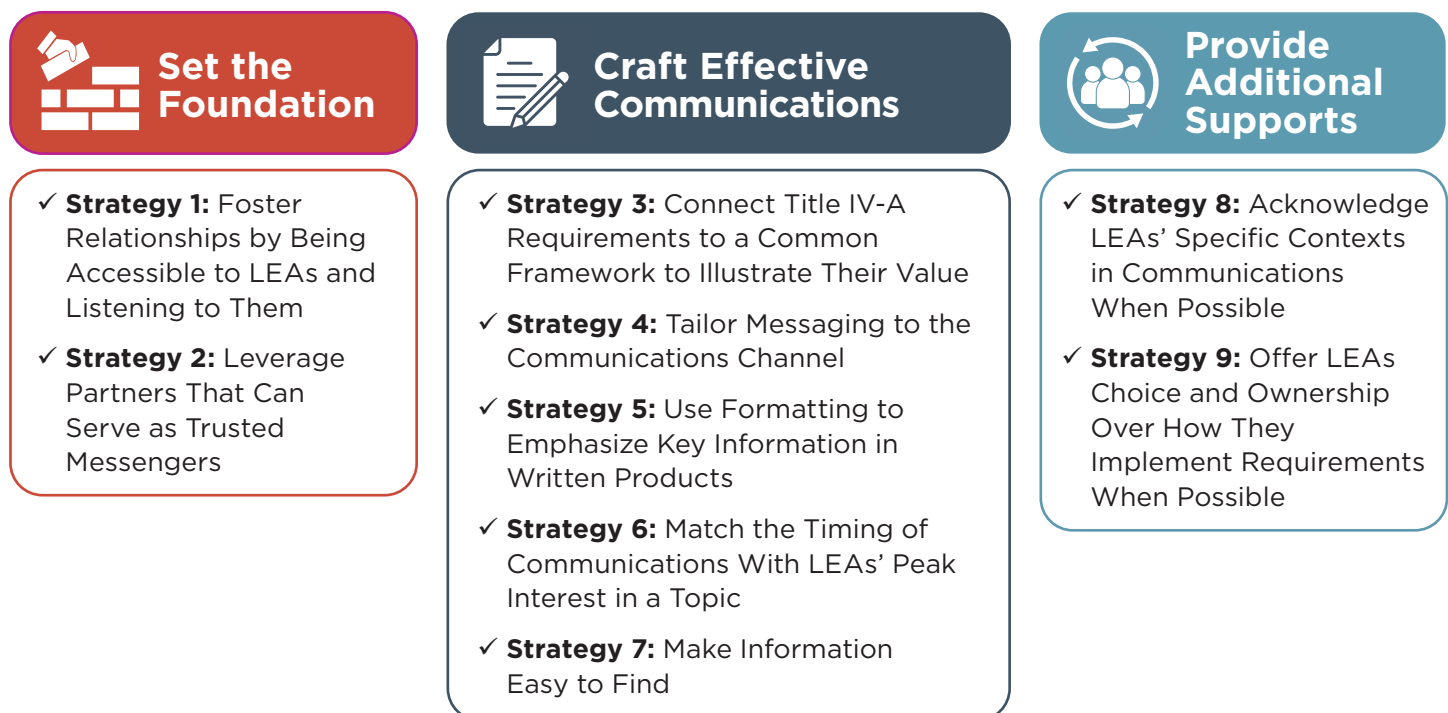 Set the
Foundation
✓ Strategy 1: Foster
Relationships by Being
Accessible to LEAs and
Listening to Them
✓ Strategy 2: Leverage
Partners That Can
Serve as Trusted
Messengers
Craft Effective
Communications
✓ Strategy 3: Connect Title IV-A
Requirements to a Common
Framework to Illustrate Their Value
✓ Strategy 4: Tailor Messaging to the
Communications Channel
✓ Strategy 5: Use Formatting to
Emphasize Key Information in
Written Products
✓ Strategy 6: Match the Timing of
Communications With LEAs’ Peak
Interest in a Topic
✓ Strategy 7: Make Information
Easy to Find
Provide
Additional
Supports
✓ Strategy 8: Acknowledge
LEAs’ Specific Contexts
in Communications
When Possible
✓ Strategy 9: Offer LEAs
Choice and Ownership
Over How They
Implement Requirements
When Possible